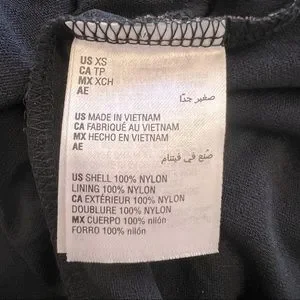 US XS
CA TP
MX XCH
AE
صغير جدًا
US MADE IN VIETNAM
CA FABRIQUÉ AU VIETNAM
MX HECHO EN VIETNAM
AE
صُنع في فيتنام
US SHELL 100% NYLON
LINING 100% NYLON
CA EXTÉRIEUR 100% NYLON
DOUBLURE 100% NYLON
MX CUERPO 100% nilón
FORRO 100% nilón